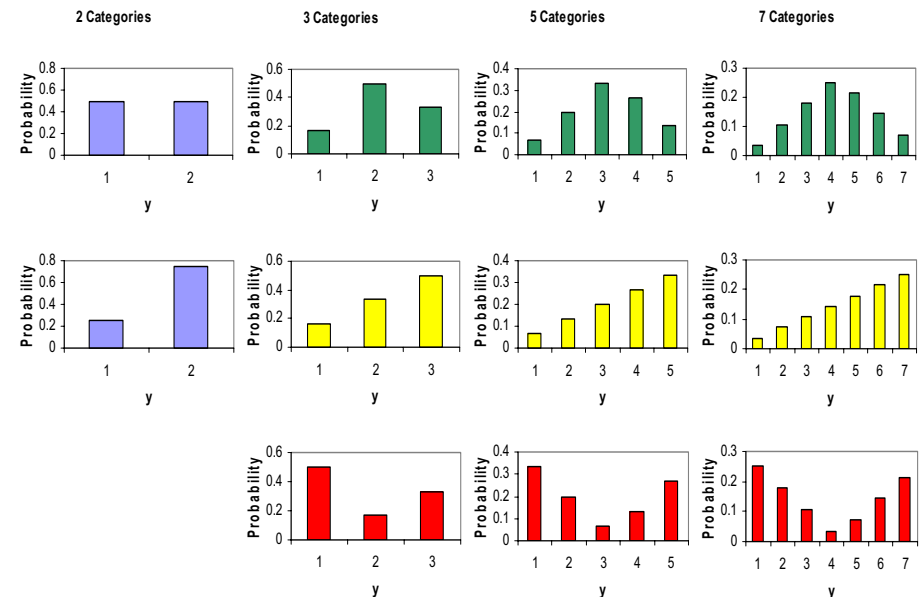 2 Categories
3 Categories
5 Categories
7 Categories
Probability
0.8
0.6
0.4
0.2
0
1 2
y
Probability
0.6
0.4
0.2
0
1 2 3
y
Probability
0.4
0.3
0.2
0.1
0
1 2 3 4 5
y
Probability
0.3
0.2
0.1
0
1 2 3 4 5 6 7
y
Probability
0.8
0.6
0.4
0.2
0
1 2
y
Probability
0.6
0.4
0.2
0
1 2 3
y
Probability
0.4
0.3
0.2
0.1
0
1 2 3 4 5
y
Probability
0.3
0.2
0.1
0
1 2 3 4 5 6 7
y
Probability
0.6
0.4
0.2
0
1 2 3
y
Probability
0.4
0.3
0.2
0.1
0
1 2 3 4 5
y
Probability
0.3
0.2
0.1
0
1 2 3 4 5 6 7
y